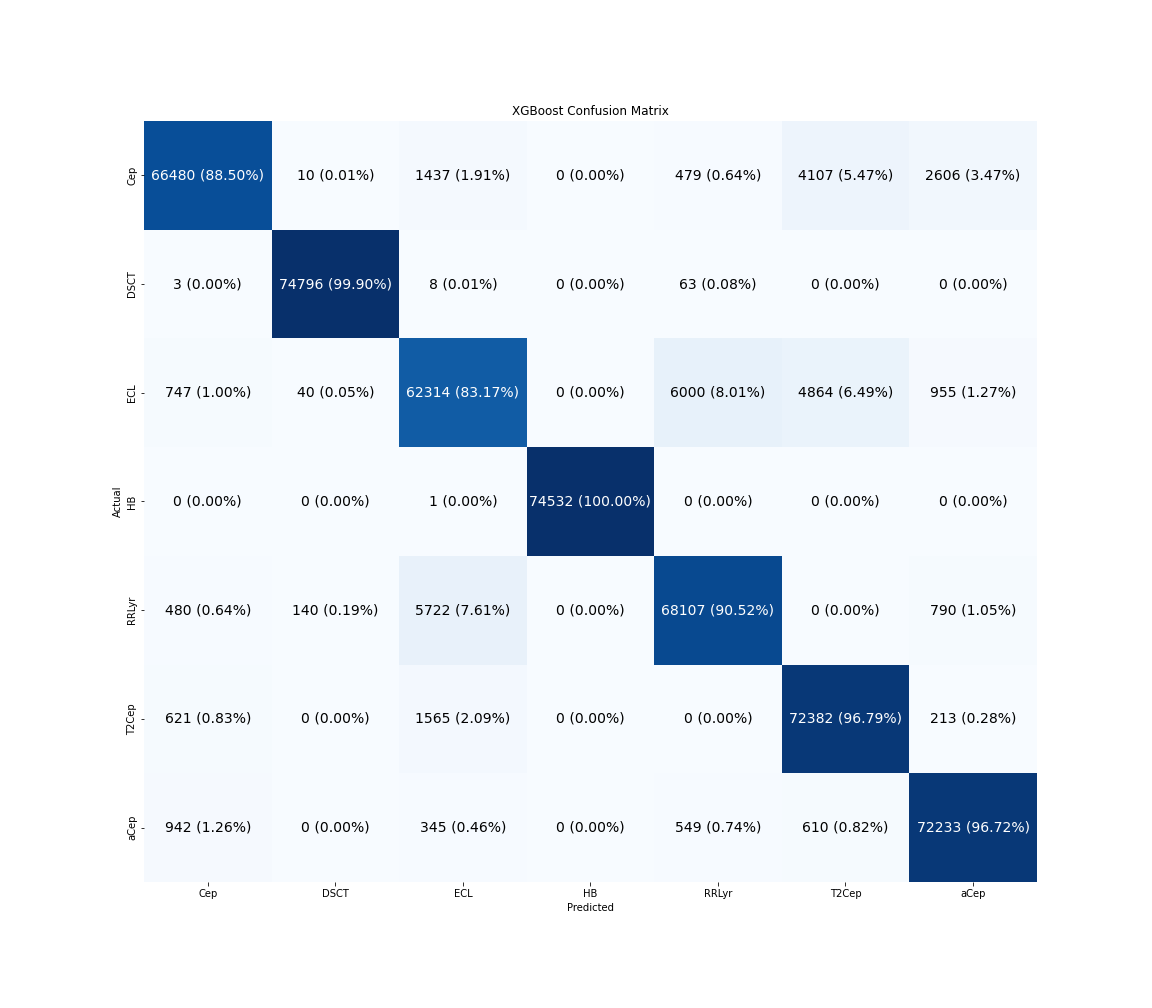 XGBoost Confusion Matrix
Cep 66480 (88.50%) 10 (0.01%) 1437 (1.91%) 0 (0.00%) 479 (0.64%) 4107 (5.47%) 2606 (3.47%)
DSCT 3 (0.00%) 74796 (99.90%) 8 (0.01%) 0 (0.00%) 63 (0.08%) 0 (0.00%) 0 (0.00%)
ECL 747 (1.00%) 40 (0.05%) 62314 (83.17%) 0 (0.00%) 6000 (8.01%) 4864 (6.49%) 955 (1.27%)
Actual
HB 0 (0.00%) 0 (0.00%) 1 (0.00%) 74532 (100.00%) 0 (0.00%) 0 (0.00%) 0 (0.00%)
RRLyr 480 (0.64%) 140 (0.19%) 5722 (7.61%) 0 (0.00%) 68107 (90.52%) 0 (0.00%) 790 (1.05%)
T2Cep 621 (0.83%) 0 (0.00%) 1565 (2.09%) 0 (0.00%) 0 (0.00%) 72382 (96.79%) 213 (0.28%)
aCep 942 (1.26%) 0 (0.00%) 345 (0.46%) 0 (0.00%) 549 (0.74%) 610 (0.82%) 72233 (96.72%)
Cep DSCT ECL HB RRLyr T2Cep aCep
Predicted